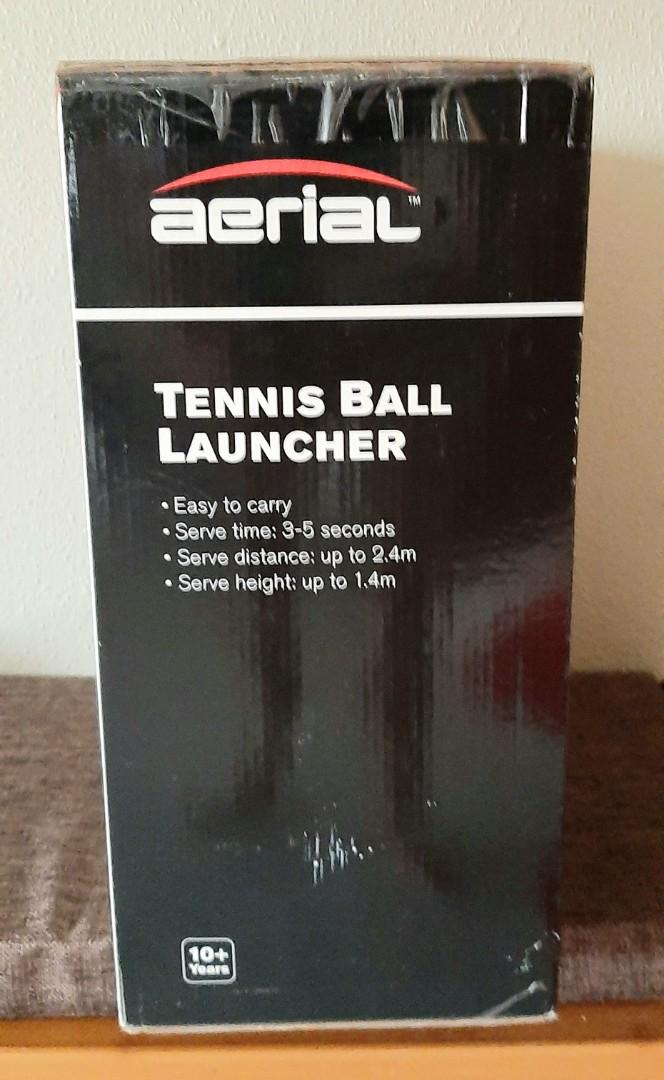 aerial™
Tennis Ball
Launcher
• Easy to carry
• Serve time: 3-5 seconds
• Serve distance: up to 2.4m
• Serve height: up to 1.4m
10+
Years